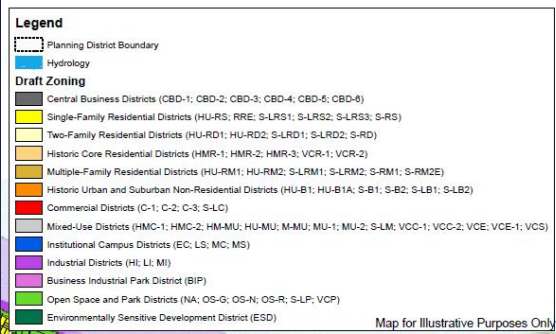 Legend
Planning District Boundary
Hydrology
Draft Zoning
Central Business Districts (CBD-1; CBD-2; CBD-3; CBD-4; CBD-5; CBD-6)
Single-Family Residential Districts (HU-RS; RRE; S-LRS1; S-LRS2; S-LRS3; S-RS)
Two-Family Residential Districts (HU-RD1; HU-RD2; S-LRD1; S-LRD2; S-RD)
Historic Core Residential Districts (HMR-1; HMR-2; HMR-3; VCR-1; VCR-2)
Multiple-Family Residential Districts (HU-RM1; HU-RM2; S-LRM1; S-LRM2; S-RM1; S-RM2E)
Historic Urban and Suburban Non-Residential Districts (HU-B1; HU-B1A; S-B1; S-B2; S-LB1; S-LB2)
Commercial Districts (C-1; C-2; C-3; S-LC)
Mixed-Use Districts (HMC-1; HMC-2; HM-MU; HU-MU; M-MU; MU-1; MU-2; S-LM; VCC-1; VCC-2; VCE; VCE-1; VCS)
Institutional Campus Districts (EC; LS; MC; MS)
Industrial Districts (HI; LI; MI)
Business Industrial Park District (BIP)
Open Space and Park Districts (NA; OS-G; OS-N; OS-R; S-LP; VCP)
Environmentally Sensitive Development District (ESD)
Map for Illustrative Purposes Only